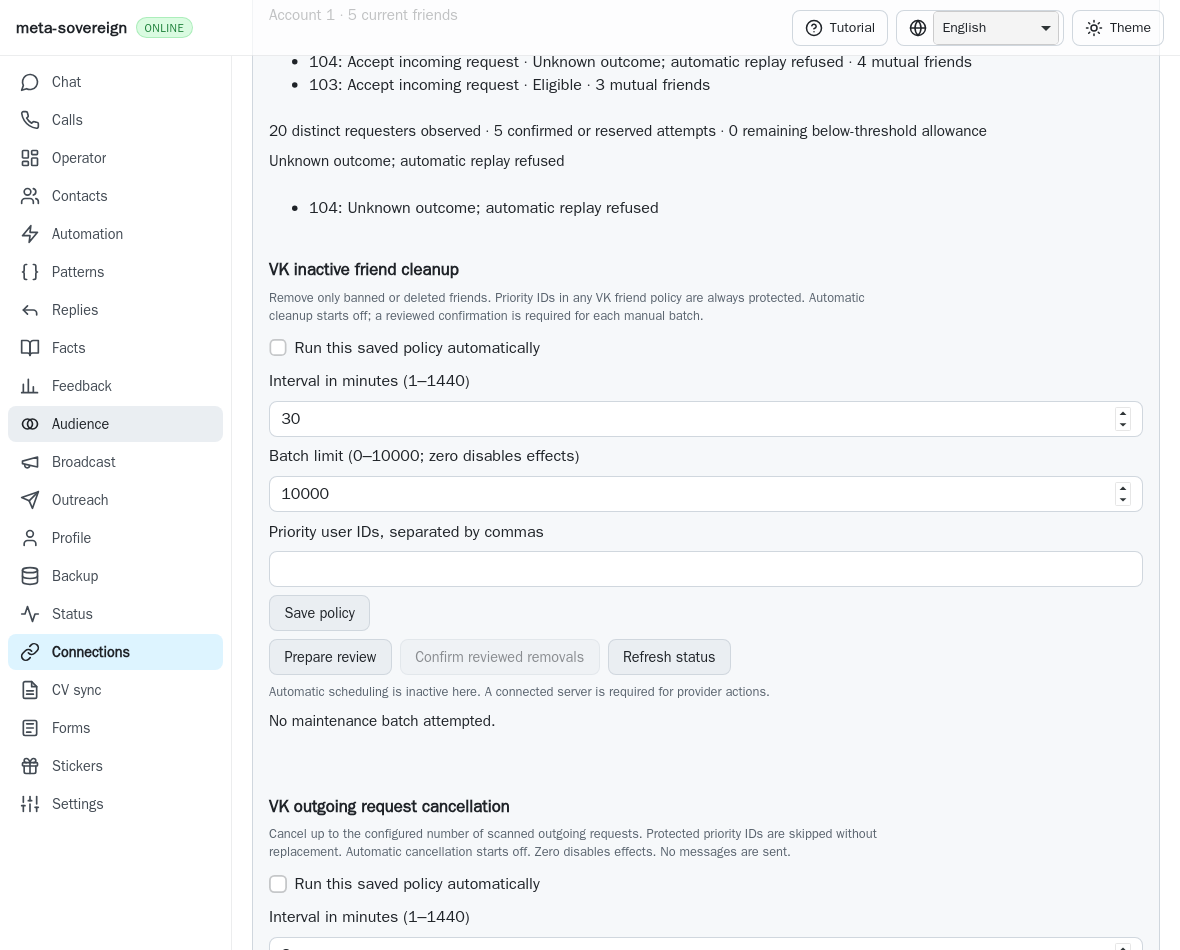 meta-sovereign
ONLINE
Account 1 · 5 current friends
Tutorial
English
Theme
Chat
Calls
Operator
Contacts
Automation
Patterns
Replies
Facts
Feedback
Audience
Broadcast
Outreach
Profile
Backup
Status
Connections
CV sync
Forms
Stickers
Settings
104: Accept incoming request · Unknown outcome; automatic replay refused · 4 mutual friends
103: Accept incoming request · Eligible · 3 mutual friends
20 distinct requesters observed · 5 confirmed or reserved attempts · 0 remaining below-threshold allowance
Unknown outcome; automatic replay refused
104: Unknown outcome; automatic replay refused
VK inactive friend cleanup
Remove only banned or deleted friends. Priority IDs in any VK friend policy are always protected. Automatic
cleanup starts off; a reviewed confirmation is required for each manual batch.
Run this saved policy automatically
Interval in minutes (1–1440)
30
Batch limit (0–10000; zero disables effects)
10000
Priority user IDs, separated by commas
Save policy
Prepare review
Confirm reviewed removals
Refresh status
Automatic scheduling is inactive here. A connected server is required for provider actions.
No maintenance batch attempted.
VK outgoing request cancellation
Cancel up to the configured number of scanned outgoing requests. Protected priority IDs are skipped without
replacement. Automatic cancellation starts off. Zero disables effects. No messages are sent.
Run this saved policy automatically
Interval in minutes (1–1440)